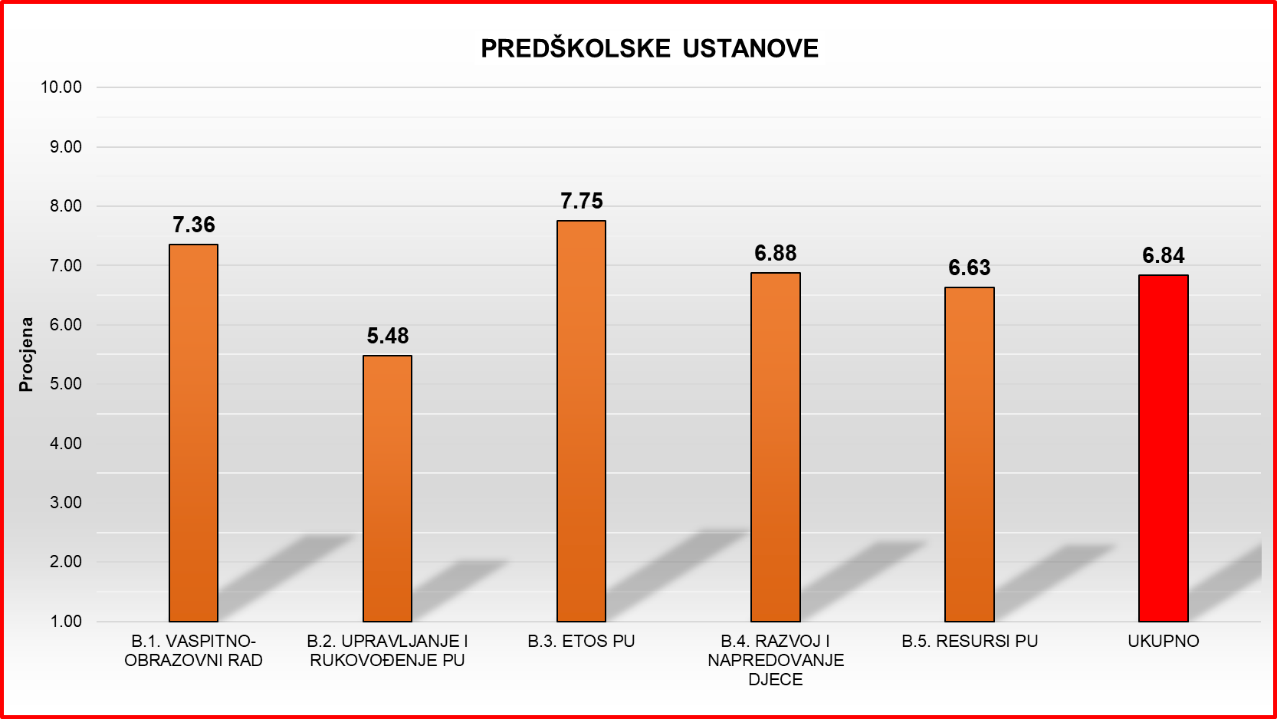 PREDŠKOLSKE USTANOVE
10.00
9.00
8.00
7.00
6.00
5.00
4.00
3.00
2.00
1.00
Procjena
7.36
5.48
7.75
6.88
6.63
6.84
B.1. VASPITNO-
OBRAZOVNI RAD
B.2. UPRAVLJANJE I
RUKOVOĐENJE PU
B.3. ETOS PU
B.4. RAZVOJ I
NAPREDOVANJE
DJECE
B.5. RESURSI PU
UKUPNO